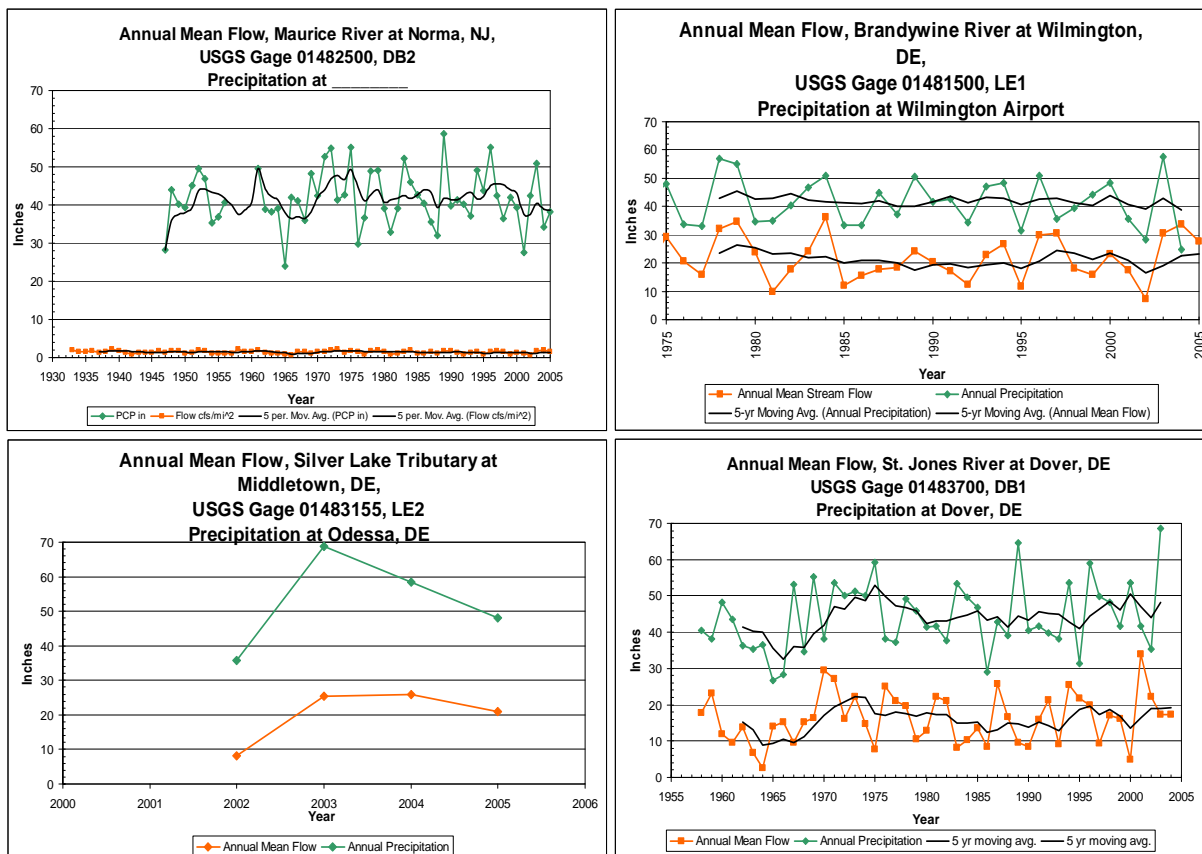 Annual Mean Flow, Maurice River at Norma, NJ,
USGS Gage 01482500, DB2
Precipitation at ________
70
60
50
40
30
20
10
0
Inches
1930 1935 1940 1945 1950 1955 1960 1965 1970 1975 1980 1985 1990 1995 2001 2005
Year
PCP in Flow cfs/mi^2 5 per. Mov. Avg. (PCP in) 5 per. Mov. Avg. (Flow cfs/mi^2)
Annual Mean Flow, Brandywine River at Wilmington,
DE,
USGS Gage 01481500, LE1
Precipitation at Wilmington Airport
70
60
50
40
30
20
10
0
Inches
1975 1980 1985 1990 1995 2000 2005
Year
Annual Mean Stream Flow Annual Precipitation
5-yr Moving Avg. (Annual Precipitation) 5-yr Moving Avg. (Annual Mean Flow)
Annual Mean Flow, Silver Lake Tributary at
Middletown, DE,
USGS Gage 01483155, LE2
Precipitation at Odessa, DE
70
60
50
40
30
20
10
0
Inches
2000 2001 2002 2003 2004 2005 2006
Year
Annual Mean Flow Annual Precipitation
Annual Mean Flow, St. Jones River at Dover, DE
USGS Gage 01483700, DB1
Precipitation at Dover, DE
70
60
50
40
30
20
10
0
Inches
1955 1960 1965 1970 1975 1980 1985 1990 1995 2000 2005
Year
Annual Mean Flow Annual Precipitation 5 yr moving avg. 5 yr moving avg.